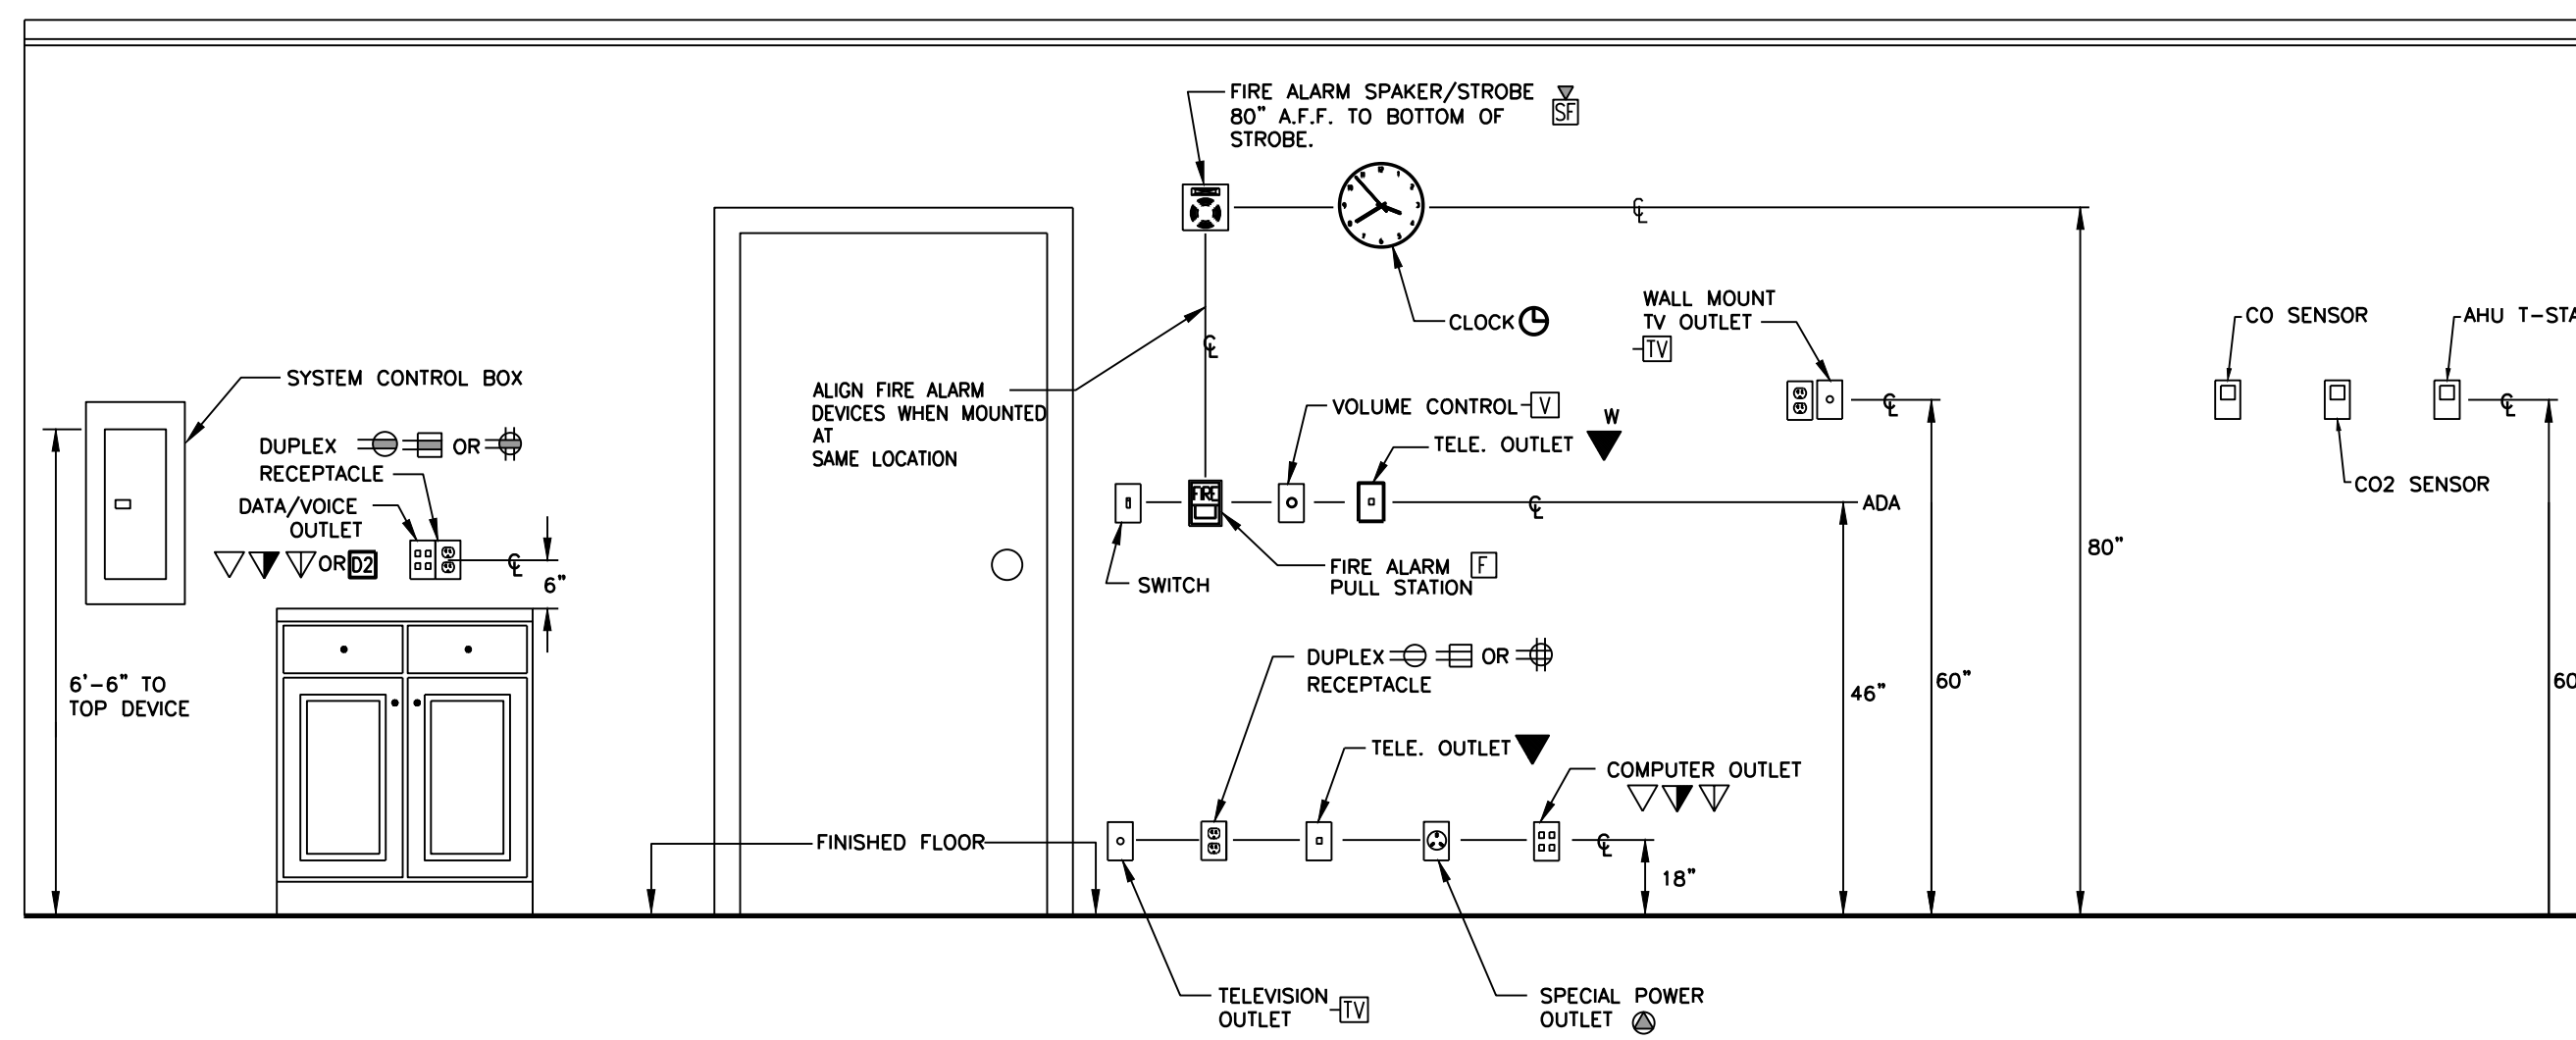 FIRE ALARM SPAKER/STROBE
SF
80" A.F.F. TO BOTTOM OF
STROBE.
CLOCK
WALL MOUNT
TV OUTLET
TV
CO SENSOR
AHU T-STA
CO2 SENSOR
SYSTEM CONTROL BOX
DUPLEX OR
RECEPTACLE
DATA/VOICE
OUTLET
OR D2
6"
6'-6" TO
TOP DEVICE
ALIGN FIRE ALARM
DEVICES WHEN MOUNTED
AT
SAME LOCATION
VOLUME CONTROL V
W
TELE. OUTLET
FIRE
ADA
SWITCH
FIRE ALARM F
PULL STATION
80"
DUPLEX OR
RECEPTACLE
46"
60"
60
TELE. OUTLET
COMPUTER OUTLET
FINISHED FLOOR
18"
TELEVISION
OUTLET TV
SPECIAL POWER
OUTLET